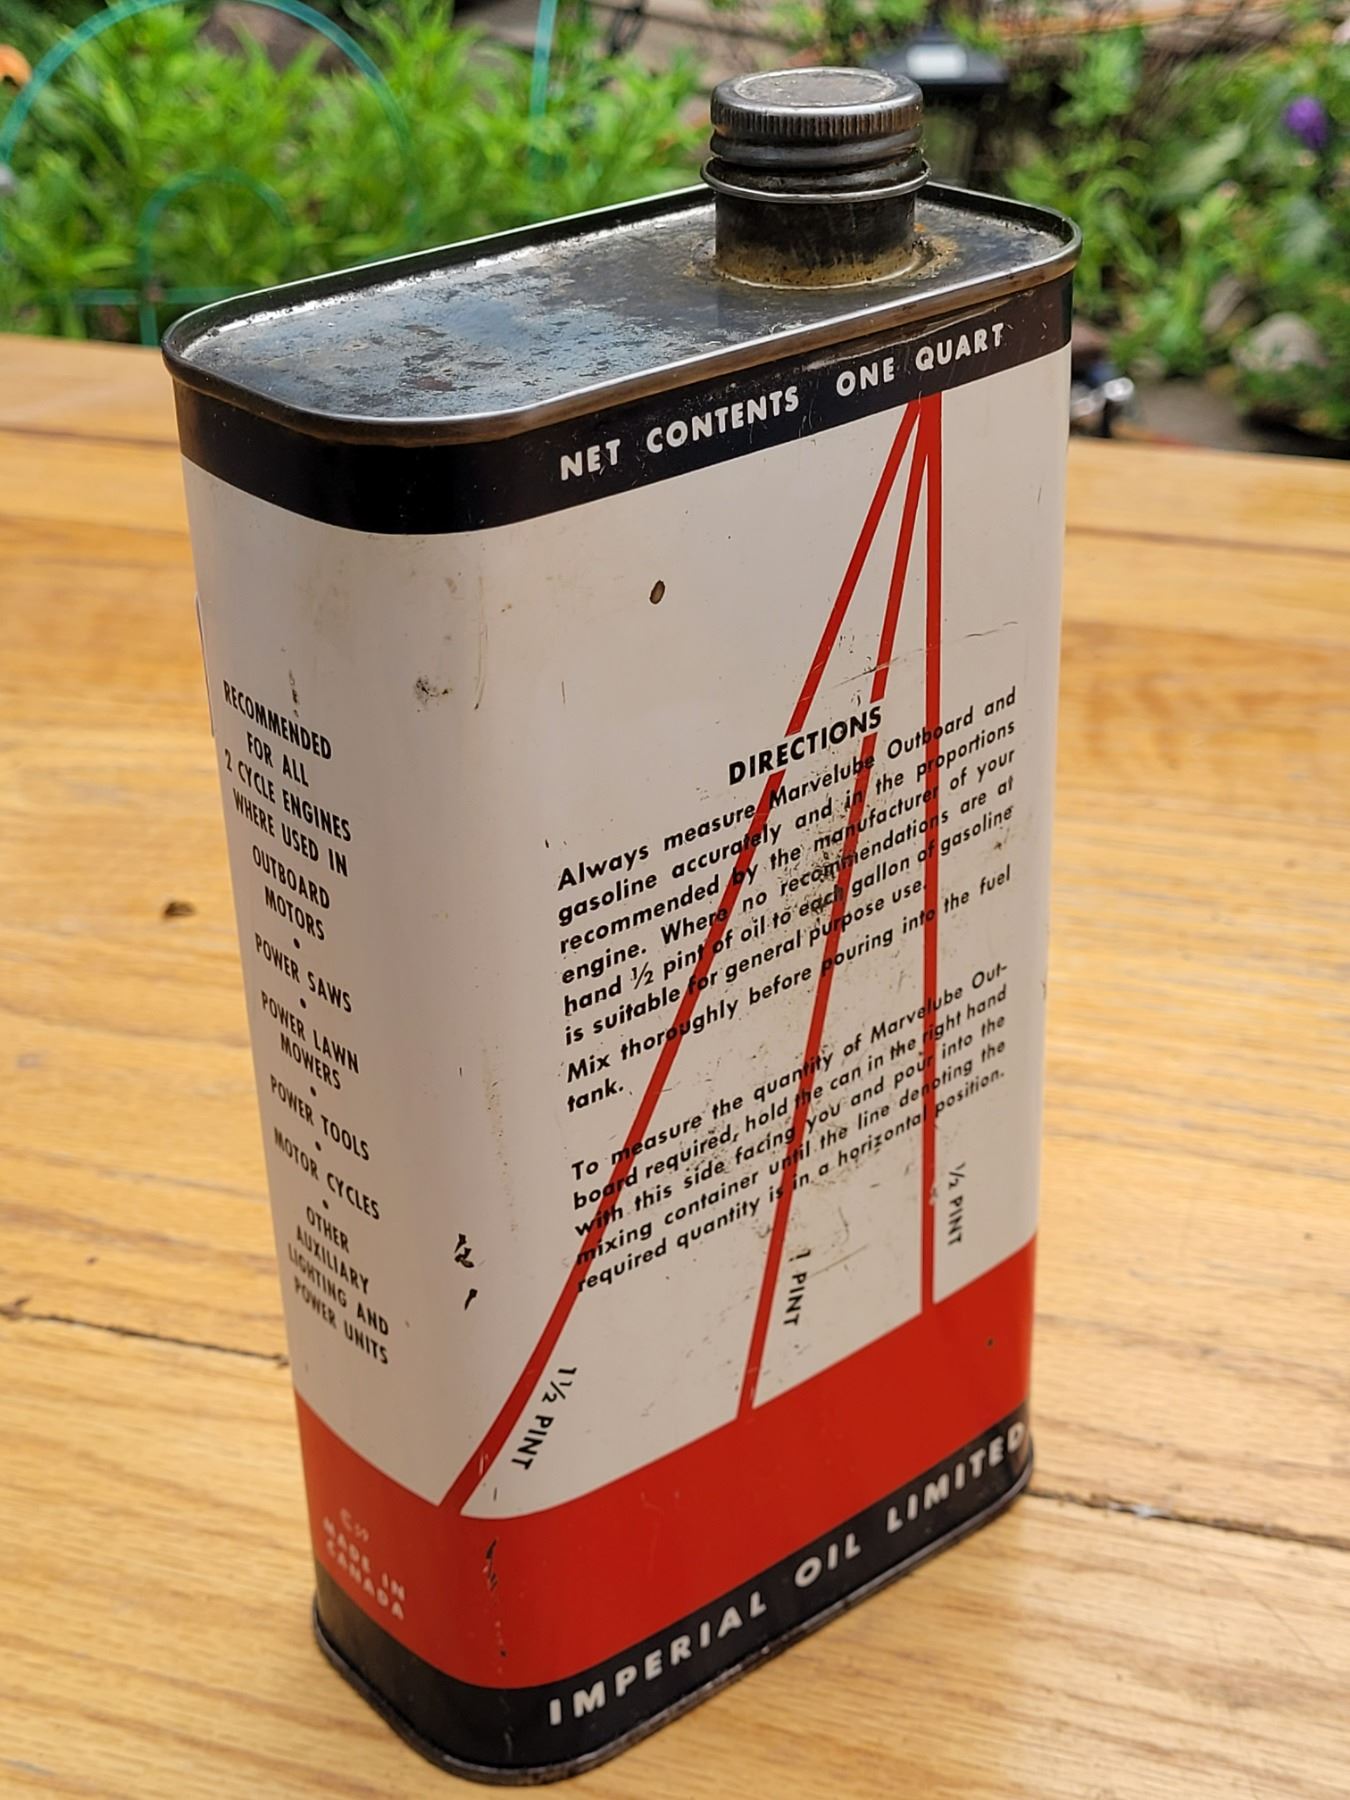 NET CONTENTS ONE QUART
DIRECTIONS
Always measure Marvelube Outboard and
gasoline accurately and in the proportions
recommended by the manufacturer of your
engine. Where no recommendations are at
hand ½ pint of oil to each gallon of gasoline
is suitable for general purpose use.
Mix thoroughly before pouring into the fuel
tank.
To measure the quantity of Marvelube Out-
board required, hold the can in the right hand
with this side facing you and pour into the
mixing container until the line denoting the
required quantity is in a horizontal position.
½ PINT
1 PINT
1½ PINT
IMPERIAL OIL LIMITED
RECOMMENDED
FOR ALL
2 CYCLE ENGINES
WHERE USED IN
OUTBOARD
MOTORS
•
POWER SAWS
•
POWER LAWN
MOWERS
•
POWER TOOLS
•
MOTOR CYCLES
•
OTHER
AUXILIARY
LIGHTING AND
POWER UNITS
C59
MADE IN
CANADA